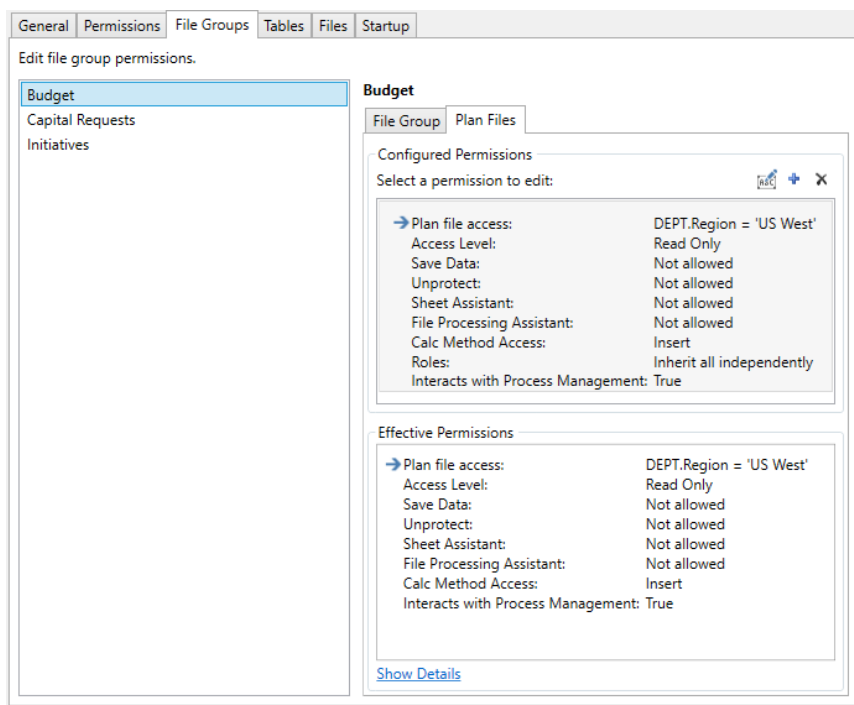 General Permissions File Groups Tables Files Startup
Edit file group permissions.
Budget
Capital Requests
Initiatives
Budget
File Group Plan Files
Configured Permissions
Select a permission to edit:
ABC
Plan file access: DEPT.Region = 'US West'
Access Level: Read Only
Save Data: Not allowed
Unprotect: Not allowed
Sheet Assistant: Not allowed
File Processing Assistant: Not allowed
Calc Method Access: Insert
Roles: Inherit all independently
Interacts with Process Management: True
Effective Permissions
Plan file access: DEPT.Region = 'US West'
Access Level: Read Only
Save Data: Not allowed
Unprotect: Not allowed
Sheet Assistant: Not allowed
File Processing Assistant: Not allowed
Calc Method Access: Insert
Interacts with Process Management: True
Show Details